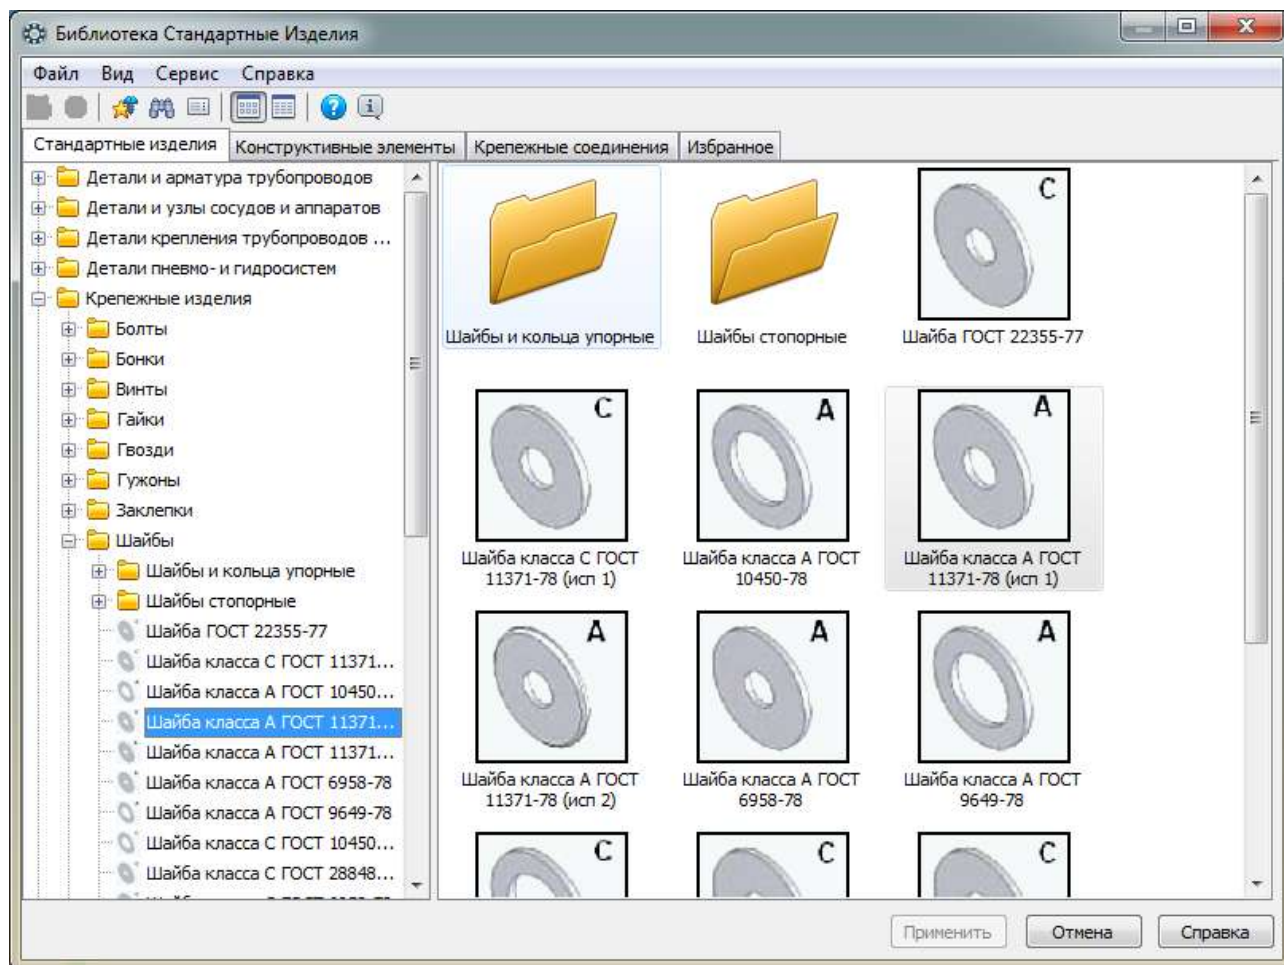 Библиотека Стандартные Изделия
Файл Вид Сервис Справка
Стандартные изделия Конструктивные элементы Крепежные соединения Избранное
Детали и арматура трубопроводов
Детали и узлы сосудов и аппаратов
Детали крепления трубопроводов ...
Детали пневмо- и гидросистем
Крепежные изделия
Болты
Бонки
Винты
Гайки
Гвозди
Гужоны
Заклепки
Шайбы
Шайбы и кольца упорные
Шайбы стопорные
Шайба ГОСТ 22355-77
Шайба класса С ГОСТ 11371...
Шайба класса А ГОСТ 10450...
Шайба класса А ГОСТ 11371...
Шайба класса А ГОСТ 11371...
Шайба класса А ГОСТ 6958-78
Шайба класса А ГОСТ 9649-78
Шайба класса С ГОСТ 10450...
Шайба класса С ГОСТ 28848...
C
Шайбы и кольца упорные
Шайбы стопорные
Шайба ГОСТ 22355-77
C
A
A
Шайба класса С ГОСТ
11371-78 (исп 1)
Шайба класса А ГОСТ
10450-78
Шайба класса А ГОСТ
11371-78 (исп 1)
A
A
A
Шайба класса А ГОСТ
11371-78 (исп 2)
Шайба класса А ГОСТ
6958-78
Шайба класса А ГОСТ
9649-78
C
C
C
Применить Отмена Справка